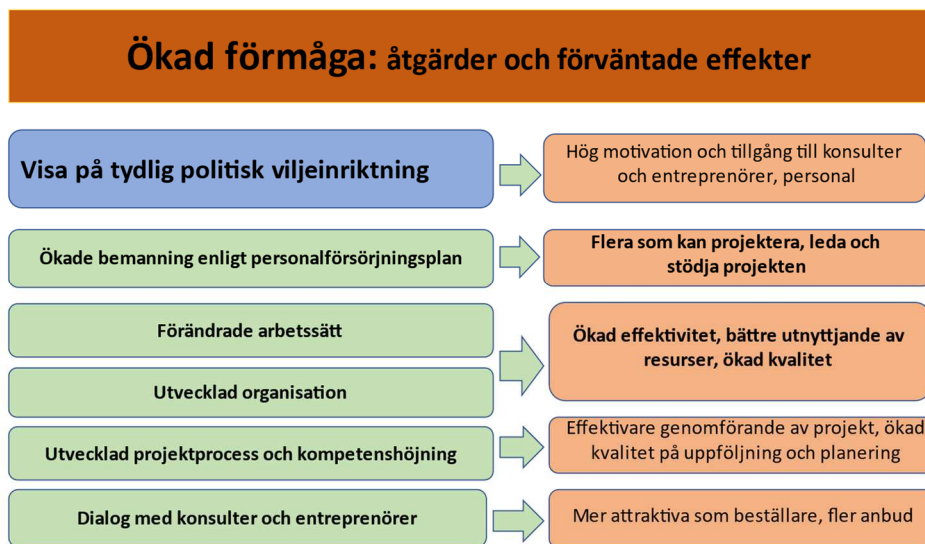 Ökad förmåga: åtgärder och förväntade effekter
Visa på tydlig politisk viljeinriktning
Hög motivation och tillgång till konsulter
och entreprenörer, personal
Ökade bemanning enligt personalförsörjningsplan
Flera som kan projektera, leda och
stödja projekten
Förändrade arbetssätt
Utvecklad organisation
Ökad effektivitet, bättre utnyttjande av
resurser, ökad kvalitet
Utvecklad projektprocess och kompetenshöjning
Effektivare genomförande av projekt, ökad
kvalitet på uppföljning och planering
Dialog med konsulter och entreprenörer
Mer attraktiva som beställare, fler anbud